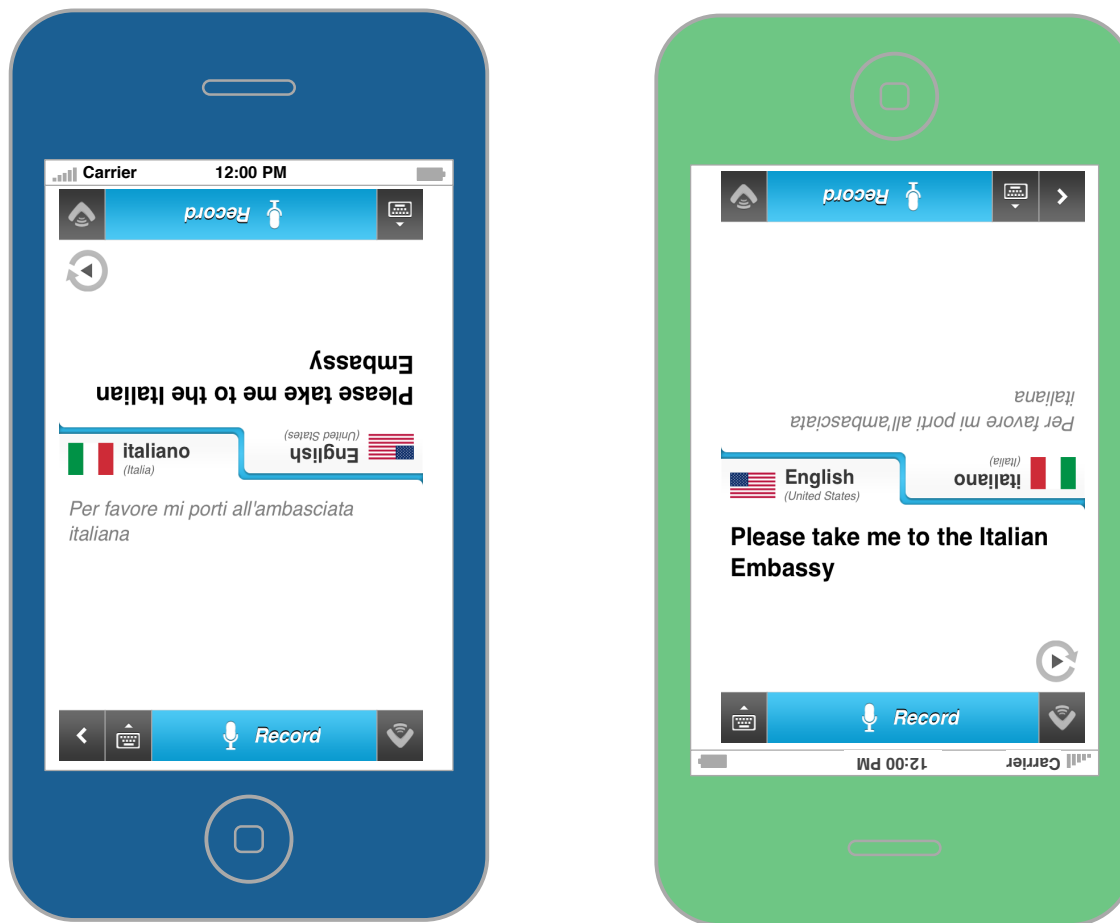 Carrier
12:00 PM
Record
Please take me to the Italian
Embassy
English
(United States)
italiano
(Italia)
Per favore mi porti all'ambasciata
italiana
Record
Record
Per favore mi porti all'ambasciata
italiana
italiano
(Italia)
English
(United States)
Please take me to the Italian
Embassy
Record
Carrier
12:00 PM